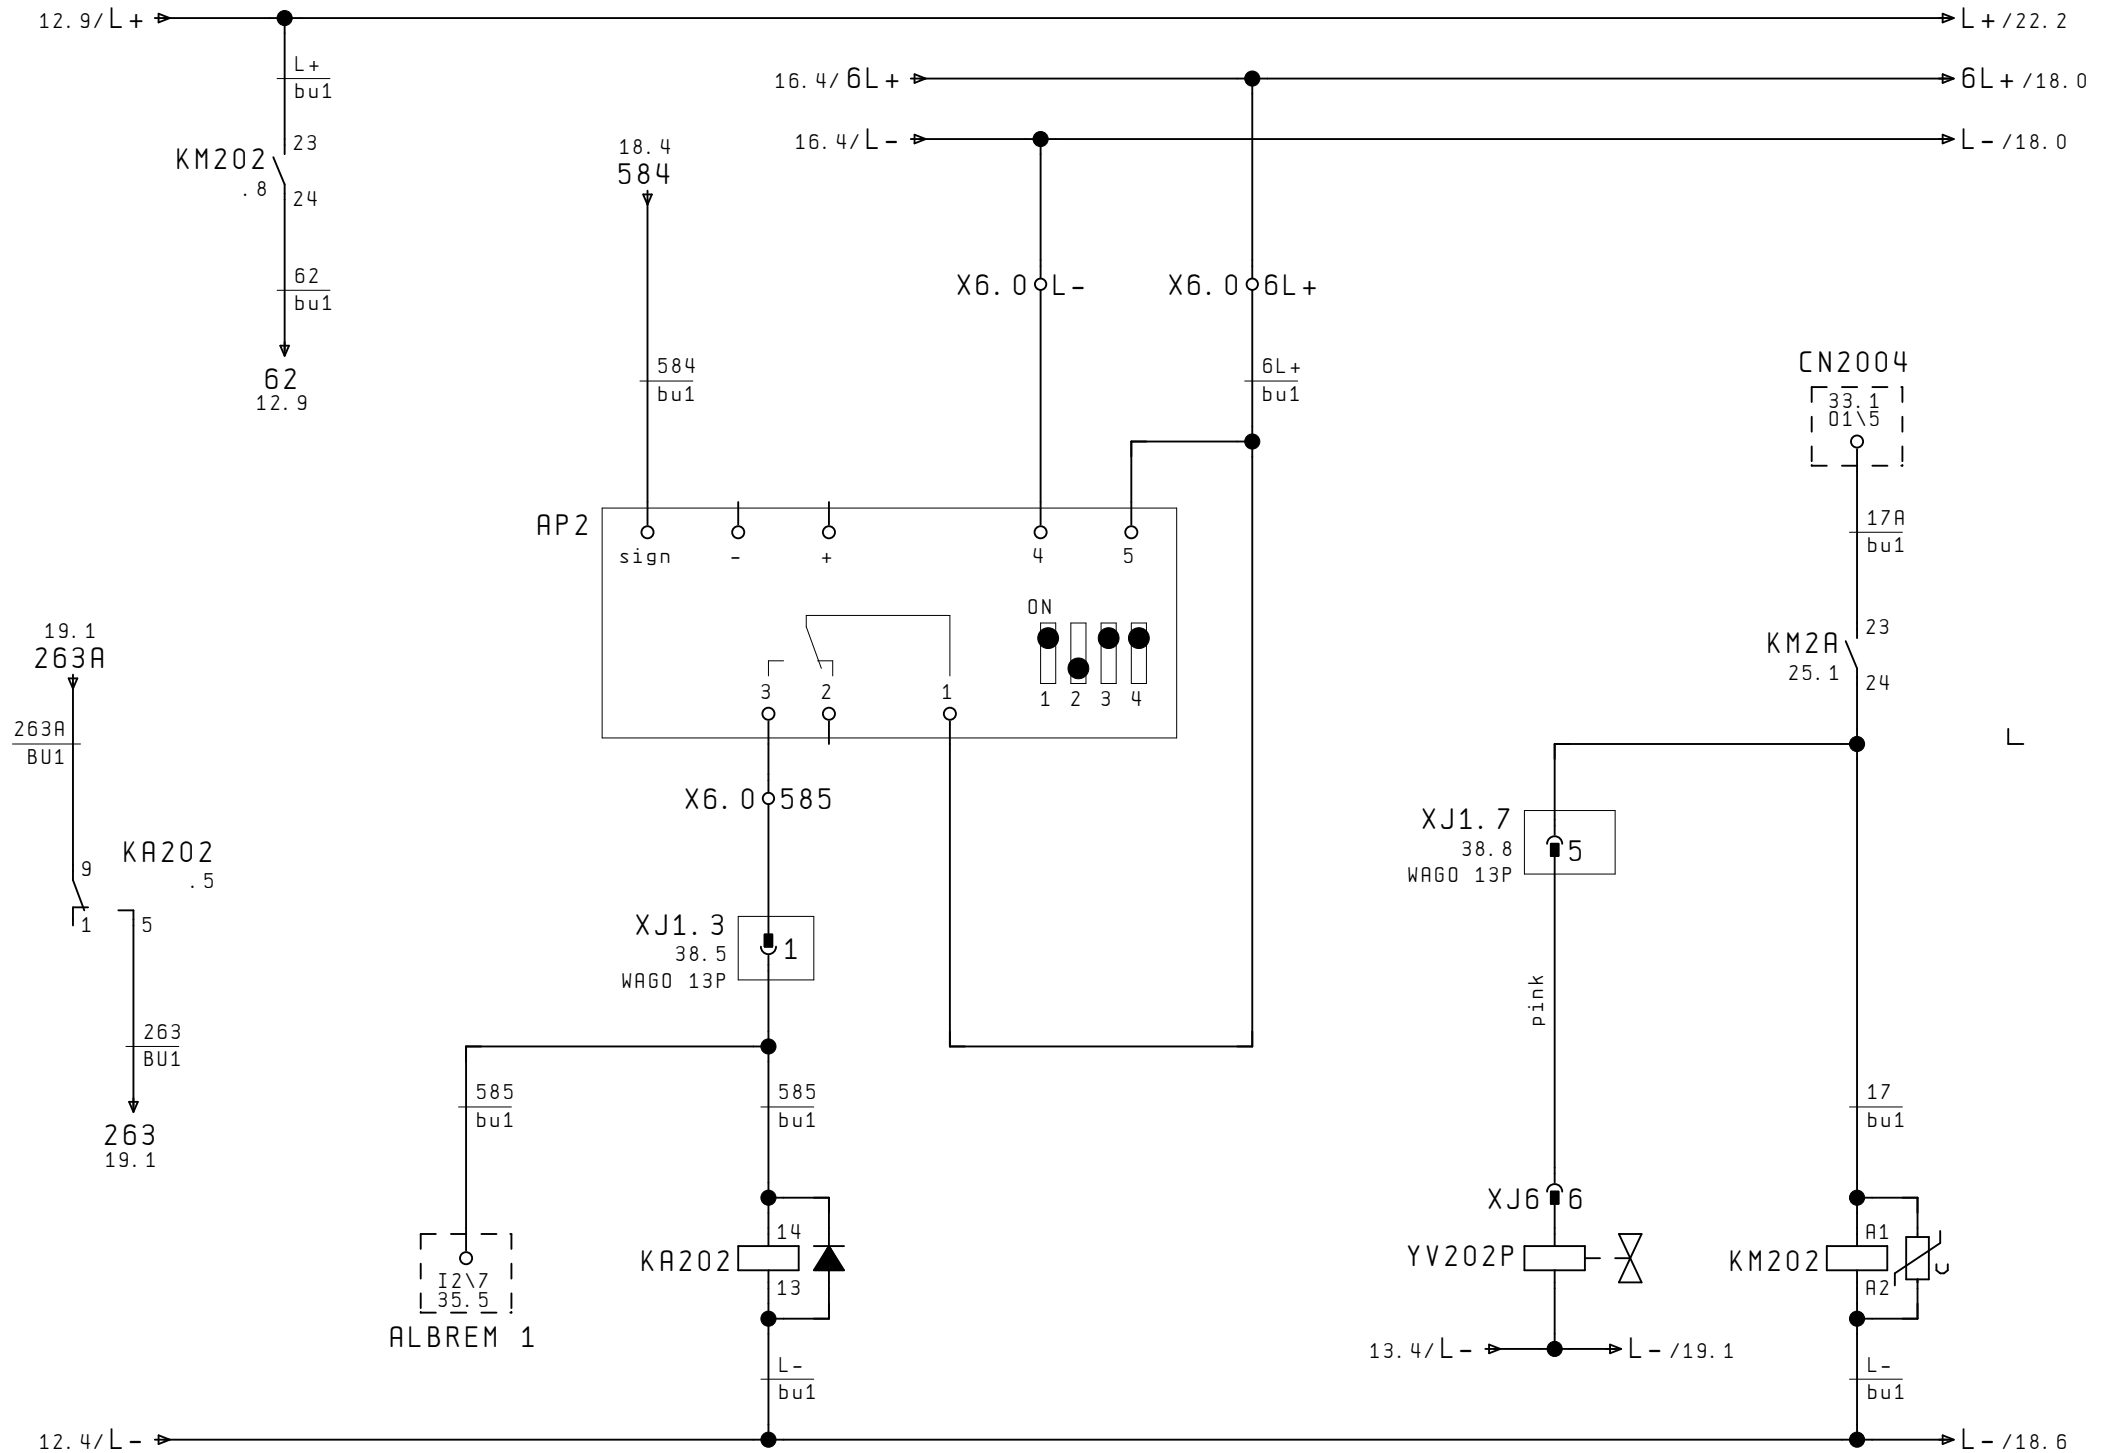 12.9/L+
L+/22.2
L+
bu1
16.4/6L+
6L+/18.0
16.4/L-
L-/18.0
23
KM202
.8
24
18.4
584
62
bu1
62
12.9
X6.0 L-
X6.0 6L+
584
bu1
6L+
bu1
CN2004
33.1
O1\5
17A
bu1
AP2
sign
-
+
4
5
ON
1
2
3
4
3
2
1
19.1
263A
263A
BU1
23
KM2A
25.1
24
X6.0 585
XJ1.7
38.8
WAGO 13P
5
KA202
.5
9
1
5
XJ1.3
38.5
WAGO 13P
1
pink
263
BU1
263
19.1
585
bu1
585
bu1
17
bu1
XJ6 6
14
KA202
13
YV202P
A1
KM202
A2
U
I2\7
35.5
ALBREM 1
13.4/L-
L-/19.1
L-
bu1
L-
bu1
12.4/L-
L-/18.6